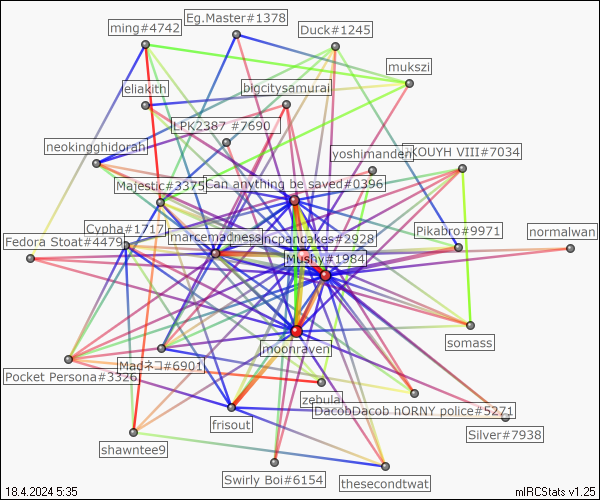 Eg.Master#1378
ming#4742
Duck#1245
mukszi
eliakith
bigcitysamurai
LPK2387 #7690
neokingghidorah
yoshimanden
KOUYH VIII#7034
Majestic#3375
Can anything be saved#0396
Cypha#1717
Pikabro#9971
normalwan
Fedora Stoat#4479
marcemadness
ncpancakes#2928
Mushy#1984
somass
moonraven
Madネコ#6901
Pocket Persona#3326
zebula
DacobDacob hORNY police#5271
frisout
Silver#7938
shawntee9
Swirly Boi#6154
thesecondtwat
18.4.2024 5:35
mIRCStats v1.25